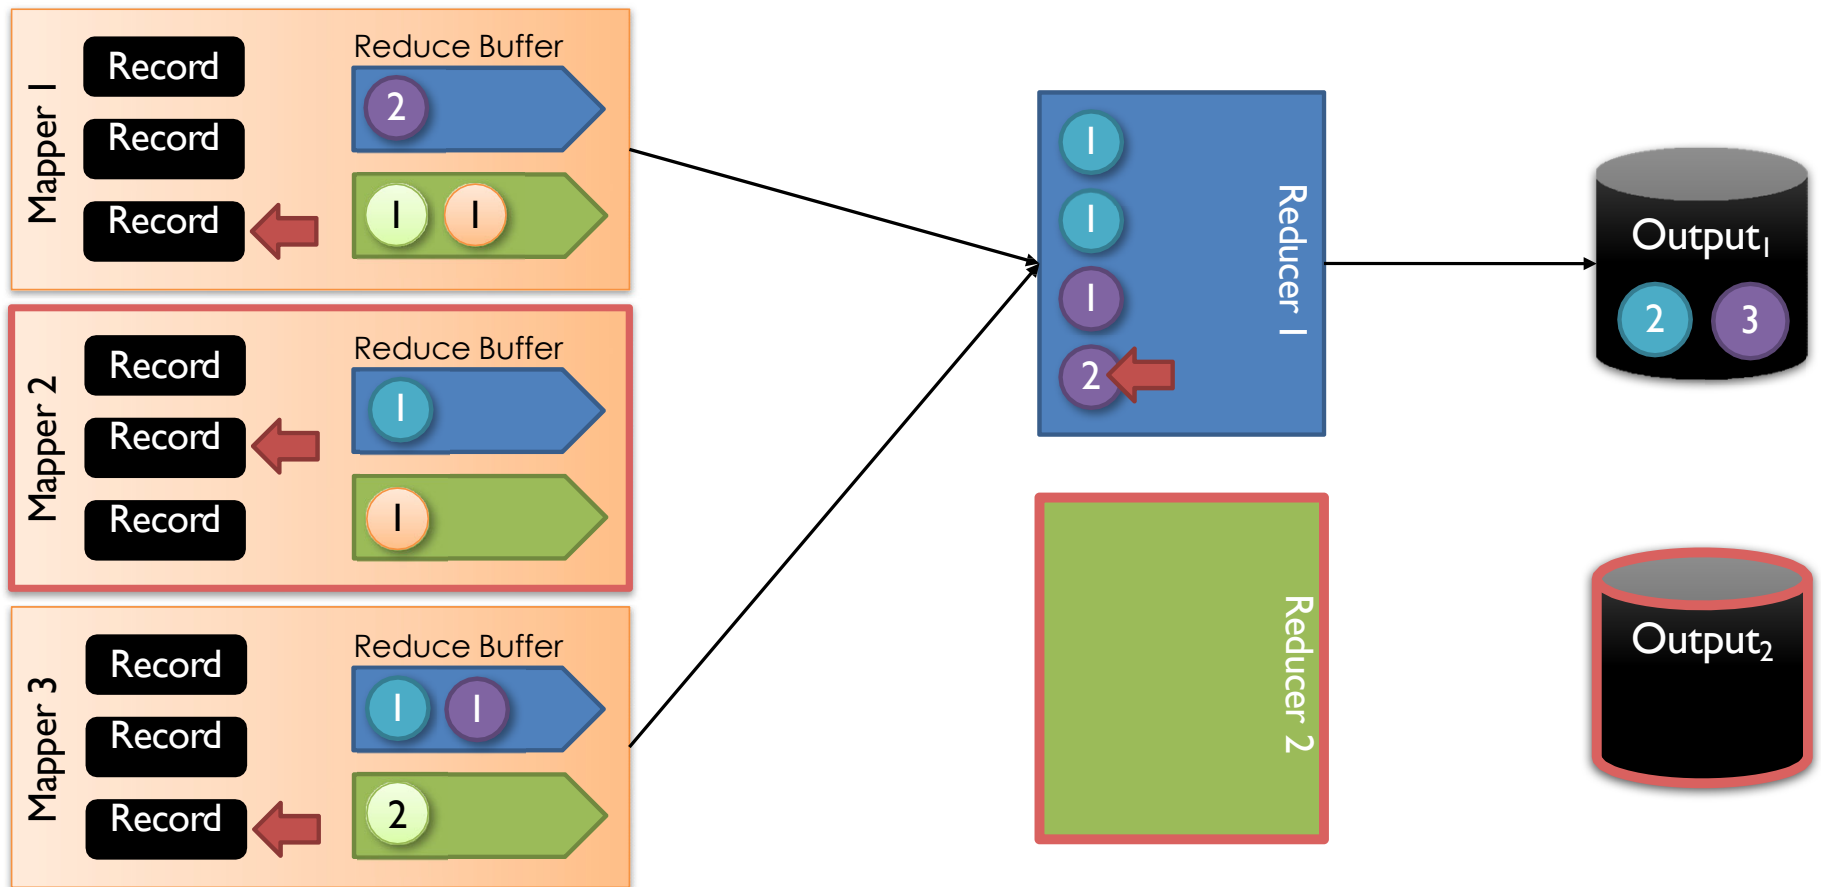 Mapper 1
Record
Record
Record
Reduce Buffer
2
1 1
Mapper 2
Record
Record
Record
Reduce Buffer
1
1
Mapper 3
Record
Record
Record
Reduce Buffer
1 1
2
Reducer 1
1
1
1
2
Reducer 2
Output1
2 3
Output2